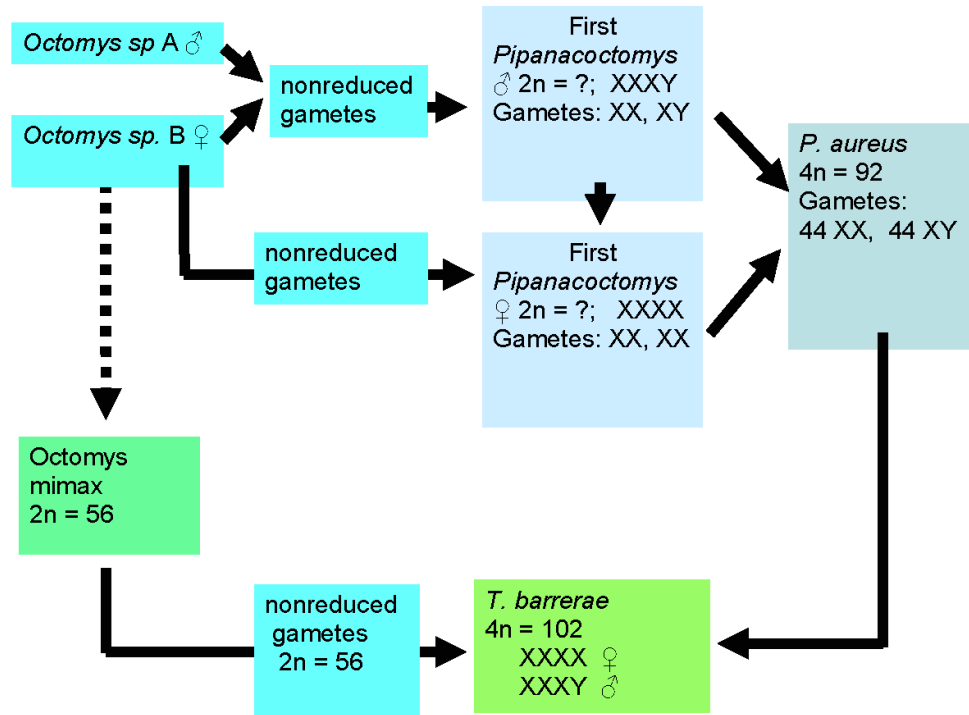 Octomys sp A ♂
Octomys sp. B ♀
nonreduced
gametes
First
Pipanacoctomys
♂ 2n = ?; XXXY
Gametes: XX, XY
P. aureus
4n = 92
Gametes:
44 XX, 44 XY
nonreduced
gametes
First
Pipanacoctomys
♀ 2n = ?; XXXX
Gametes: XX, XX
Octomys
mimax
2n = 56
nonreduced
gametes
2n = 56
T. barrerae
4n = 102
XXXX ♀
XXXY ♂